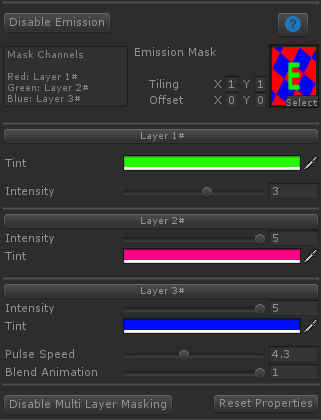 Disable Emission
?
Mask Channels
Red: Layer 1#
Green: Layer 2#
Blue: Layer 3#
Emission Mask
Tiling X 1 Y 1
Offset X 0 Y 0
E
Select
Layer 1#
Tint
Intensity 3
Layer 2#
Intensity 5
Tint
Layer 3#
Intensity 5
Tint
Pulse Speed 4.3
Blend Animation 1
Disable Multi Layer Masking
Reset Properties